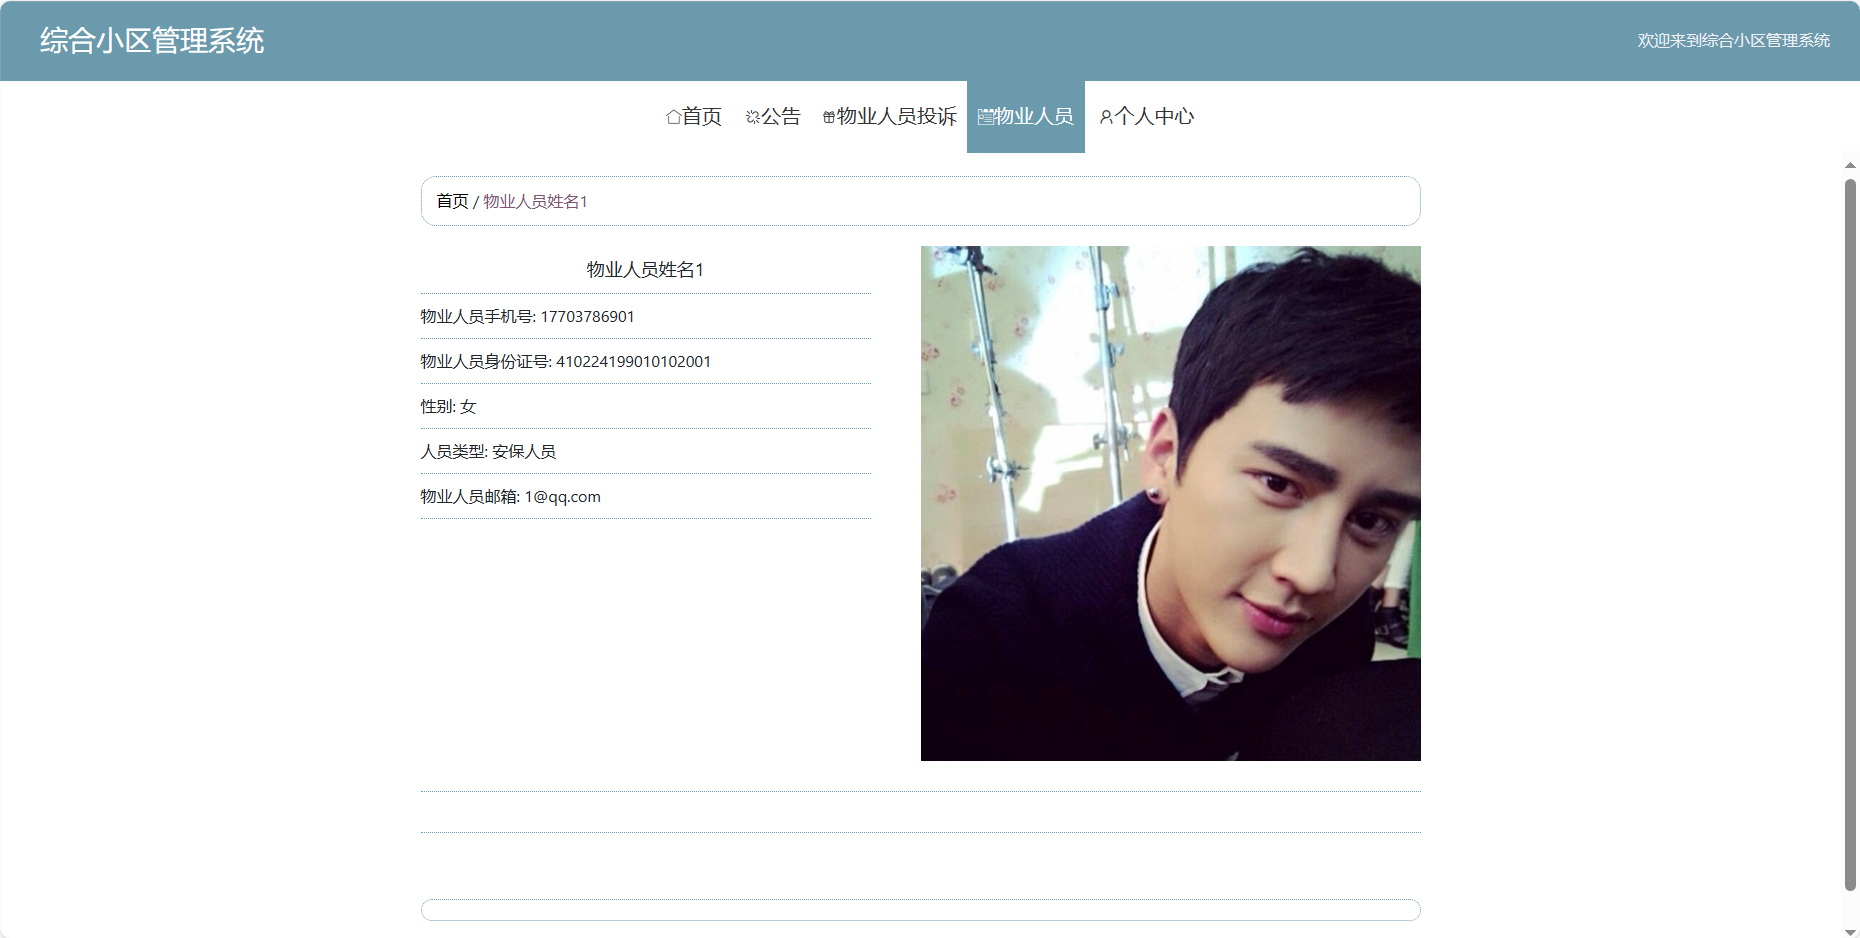 综合小区管理系统
欢迎来到综合小区管理系统
首页 公告 物业人员投诉 物业人员 个人中心
首页 / 物业人员姓名1
物业人员姓名1
物业人员手机号: 17703786901
物业人员身份证号: 410224199010102001
性别: 女
人员类型: 安保人员
物业人员邮箱: 1@qq.com